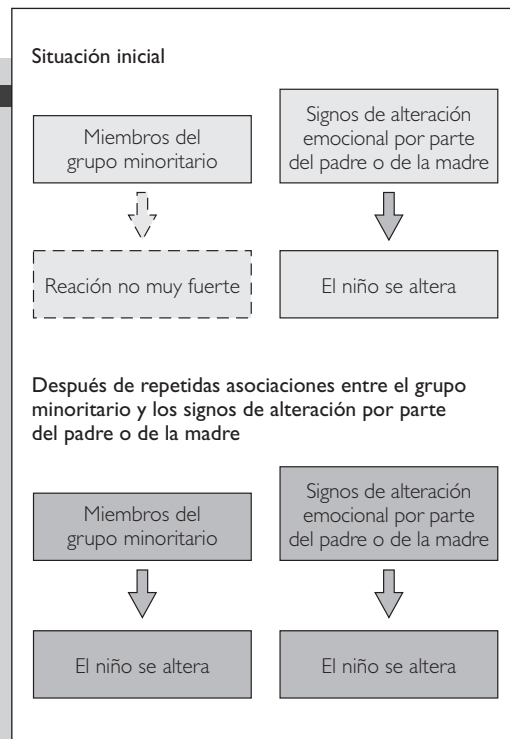 Situación inicial
Miembros del
grupo minoritario
Signos de alteración
emocional por parte
del padre o de la madre
Reación no muy fuerte
El niño se altera
Después de repetidas asociaciones entre el grupo
minoritario y los signos de alteración por parte
del padre o de la madre
Miembros del
grupo minoritario
Signos de alteración
emocional por parte
del padre o de la madre
El niño se altera
El niño se altera